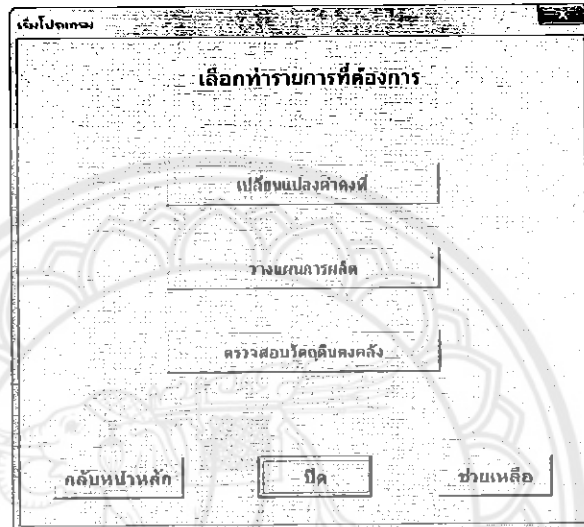 เริ่มโปรแกรม
เลือกทำรายการที่ต้องการ
เปลี่ยนแปลงค่าคงที่
วางแผนการผลิต
ตรวจสอบวัตถุดิบคงคลัง
กลับหน้าหลัก ปิด ช่วยเหลือ